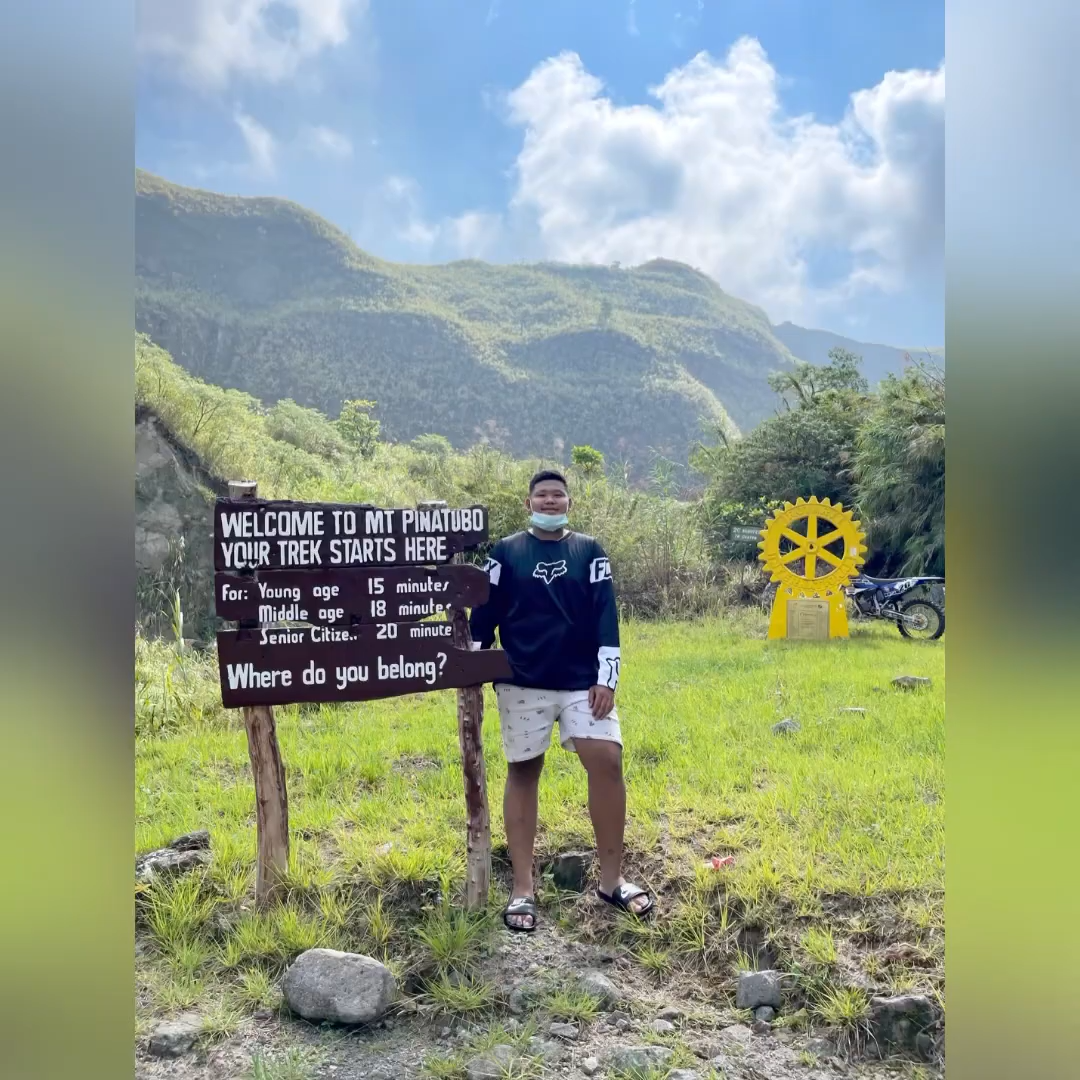 WELCOME TO MT PINATUBO
YOUR TREK STARTS HERE
For: Young age 15 minutes
Middle age 18 minutes
Senior Citize.. 20 minute
Where do you belong?